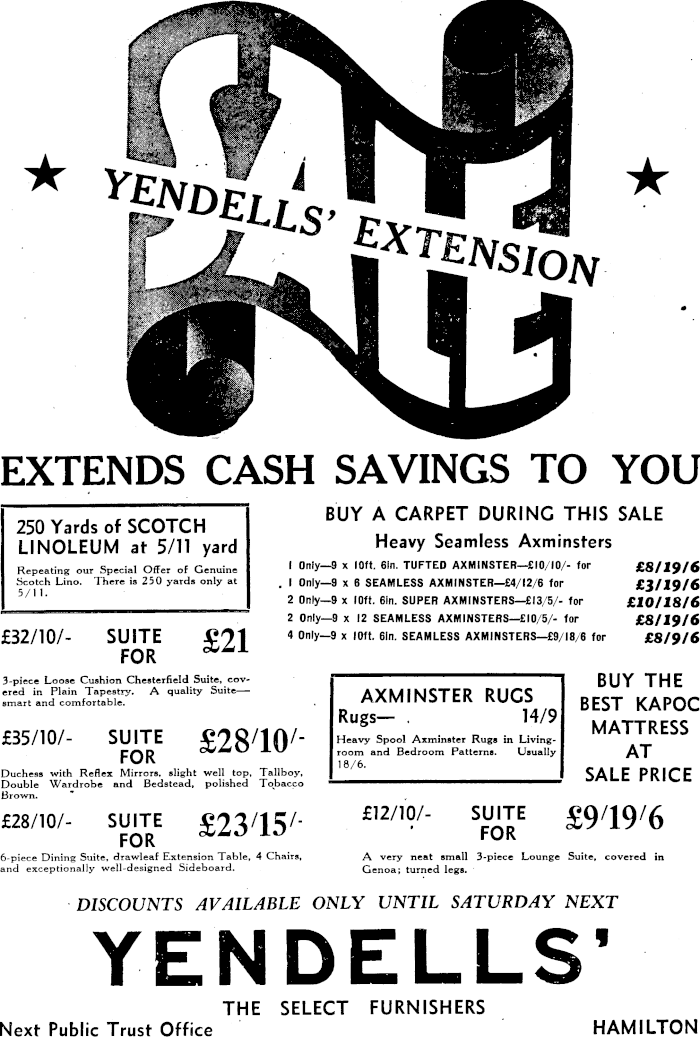 SALE
YENDELLS' EXTENSION
EXTENDS CASH SAVINGS TO YOU
250 Yards of SCOTCH
LINOLEUM at 5/11 yard
Repeating our Special Offer of Genuine
Scotch Lino. There is 250 yards only at
5/11.
£32/10/- SUITE FOR £21
3-piece Loose Cushion Chesterfield Suite, cov-
ered in Plain Tapestry. A quality Suite—
smart and comfortable.
£35/10/- SUITE FOR £28/10/-
Duchess with Reflex Mirrors, slight well top, Tallboy,
Double Wardrobe and Bedstead, polished Tobacco
Brown.
£28/10/- SUITE FOR £23/15/-
6-piece Dining Suite, drawleaf Extension Table, 4 Chairs,
and exceptionally well-designed Sideboard.
BUY A CARPET DURING THIS SALE
Heavy Seamless Axminsters
1 Only—9 x 10ft. 6in. TUFTED AXMINSTER—£10/10/- for £8/19/6
1 Only—9 x 6 SEAMLESS AXMINSTER—£4/12/6 for £3/19/6
2 Only—9 x 10ft. 6in. SUPER AXMINSTERS—£13/5/- for £10/18/6
2 Only—9 x 12 SEAMLESS AXMINSTERS—£10/5/- for £8/19/6
4 Only—9 x 10ft. 6in. SEAMLESS AXMINSTERS—£9/18/6 for £8/9/6
AXMINSTER RUGS
Rugs— 14/9
Heavy Spool Axminster Rugs in Living-
room and Bedroom Patterns. Usually
18/6.
BUY THE
BEST KAPOC
MATTRESS
AT
SALE PRICE
£12/10/- SUITE FOR £9/19/6
A very neat small 3-piece Lounge Suite, covered in
Genoa; turned legs.
DISCOUNTS AVAILABLE ONLY UNTIL SATURDAY NEXT
YENDELLS'
THE SELECT FURNISHERS
Next Public Trust Office HAMILTON